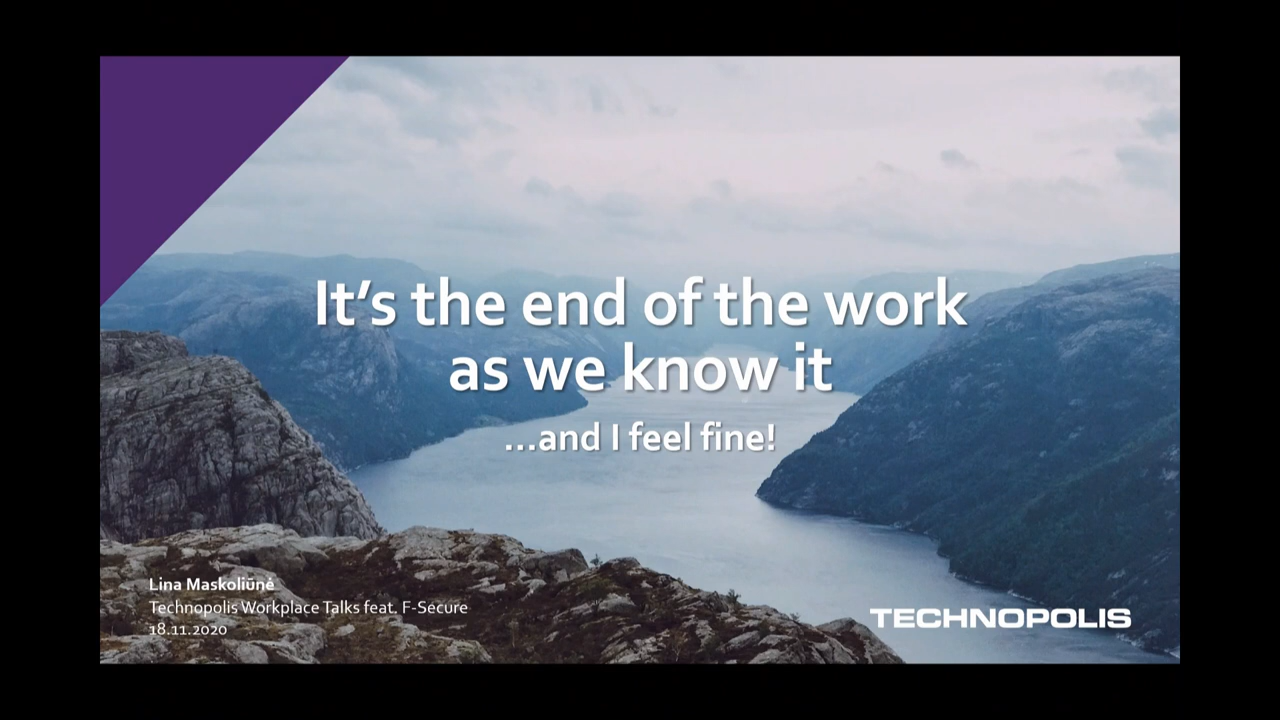 It's the end of the work
as we know it
...and I feel fine!
Lina Maskoliūnė
Technopolis Workplace Talks feat. F-Secure
18.11.2020
TECHNOPOLIS